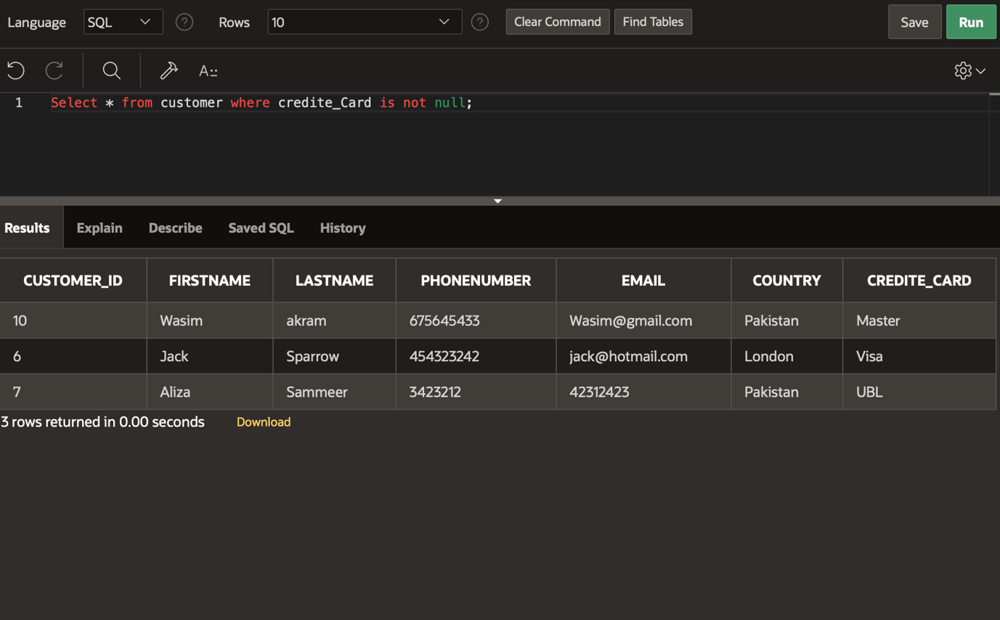 Language SQL ? Rows 10 ? Clear Command Find Tables Save Run
A::
1 Select * from customer where credite_Card is not null;
Results Explain Describe Saved SQL History
CUSTOMER_ID FIRSTNAME LASTNAME PHONENUMBER EMAIL COUNTRY CREDITE_CARD
10 Wasim akram 675645433 Wasim@gmail.com Pakistan Master
6 Jack Sparrow 454323242 jack@hotmail.com London Visa
7 Aliza Sammeer 3423212 42312423 Pakistan UBL
3 rows returned in 0.00 seconds Download